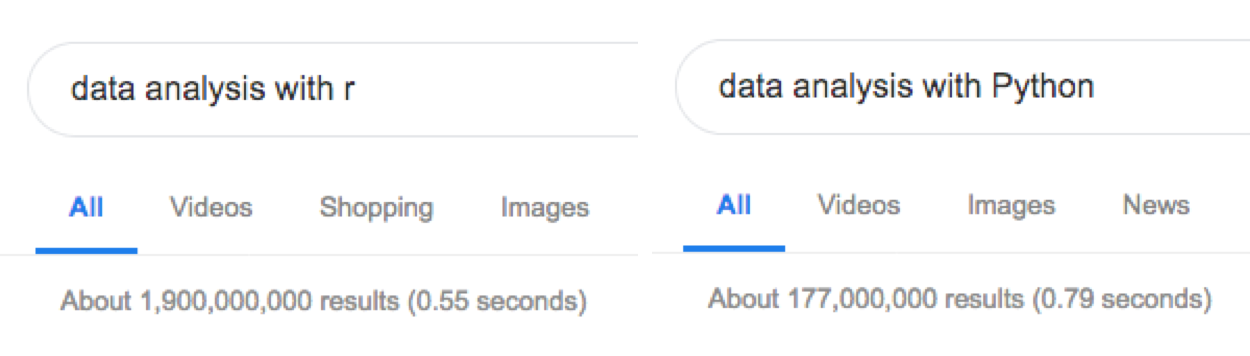 data analysis with r
All Videos Shopping Images
About 1,900,000,000 results (0.55 seconds)
data analysis with Python
All Videos Images News
About 177,000,000 results (0.79 seconds)